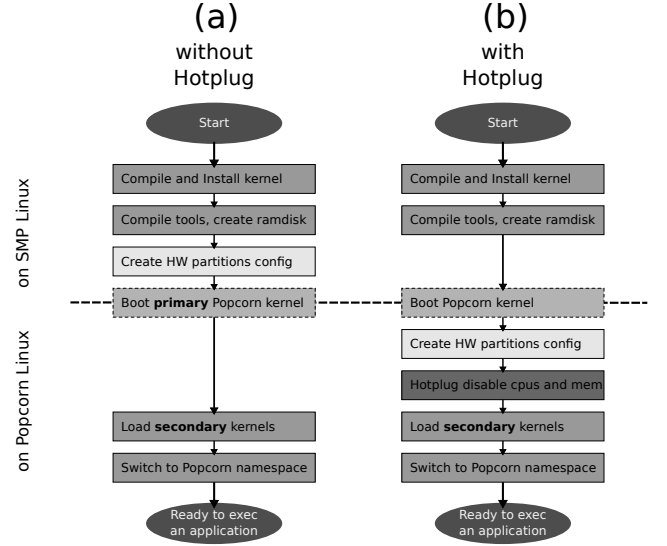 (a)
without
Hotplug
Start
Compile and Install kernel
Compile tools, create ramdisk
Create HW partitions config
Boot primary Popcorn kernel
Load secondary kernels
Switch to Popcorn namespace
Ready to exec
an application
(b)
with
Hotplug
Start
Compile and Install kernel
Compile tools, create ramdisk
Boot Popcorn kernel
Create HW partitions config
Hotplug disable cpus and mem
Load secondary kernels
Switch to Popcorn namespace
Ready to exec
an application
on SMP Linux
on Popcorn Linux